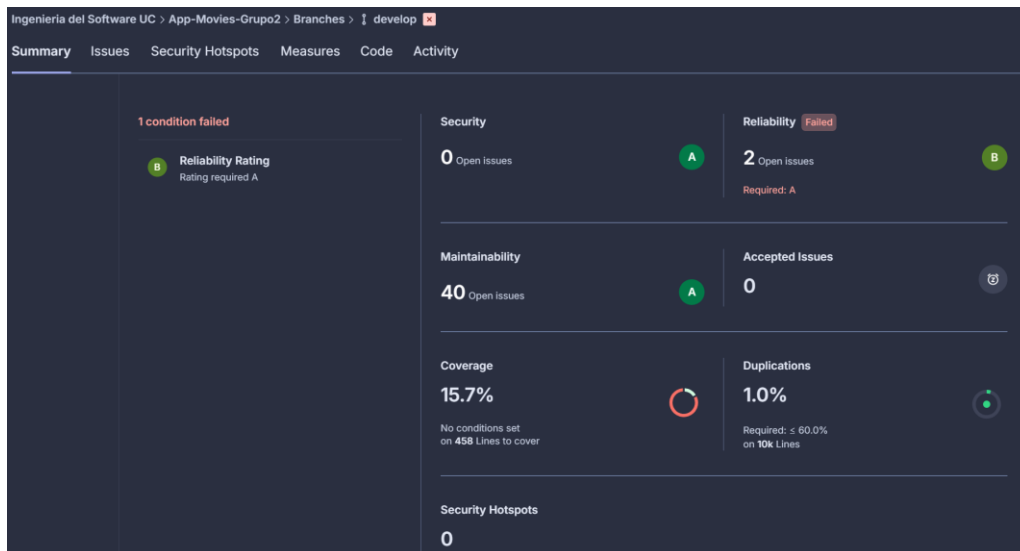 Ingenieria del Software UC > App-Movies-Grupo2 > Branches > develop
Summary Issues Security Hotspots Measures Code Activity
1 condition failed
B Reliability Rating
Rating required A
Security
0 Open issues
A
Reliability Failed
2 Open issues
B
Required: A
Maintainability
40 Open issues
A
Accepted Issues
0
Coverage
15.7%
No conditions set
on 458 Lines to cover
Duplications
1.0%
Required: ≤ 60.0%
on 10k Lines
Security Hotspots
0